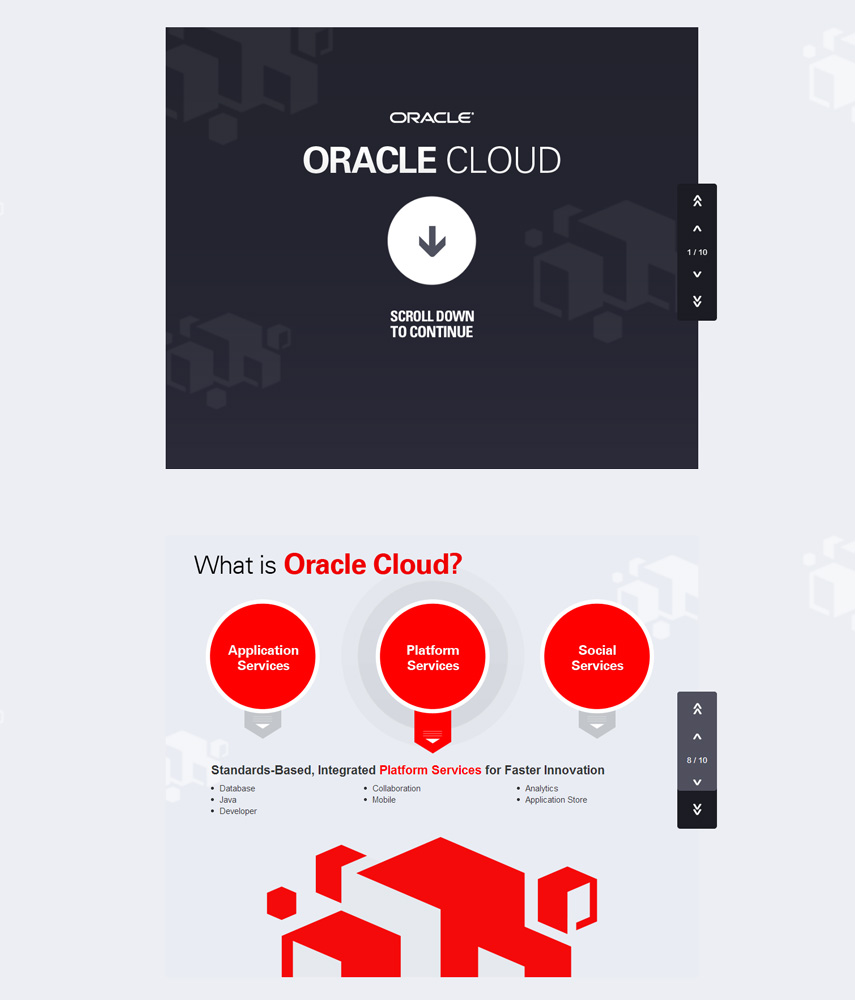 ORACLE
ORACLE CLOUD
SCROLL DOWN
TO CONTINUE
1 / 10
What is Oracle Cloud?
Application
Services
Platform
Services
Social
Services
8 / 10
Standards-Based, Integrated Platform Services for Faster Innovation
Database
Java
Developer
Collaboration
Mobile
Analytics
Application Store